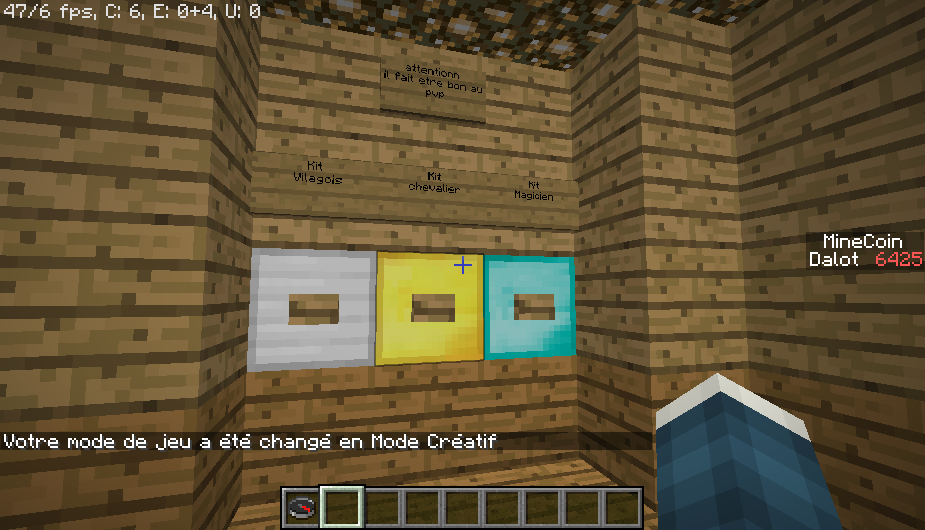 47/6 fps, C: 6, E: 0+4, U: 0
attentionn
il fait etre bon au
pvp
Kit
Vilagois
Kit
chevalier
Kit
Magicien
MineCoin
Dalot 6425
Votre mode de jeu a été changé en Mode Créatif